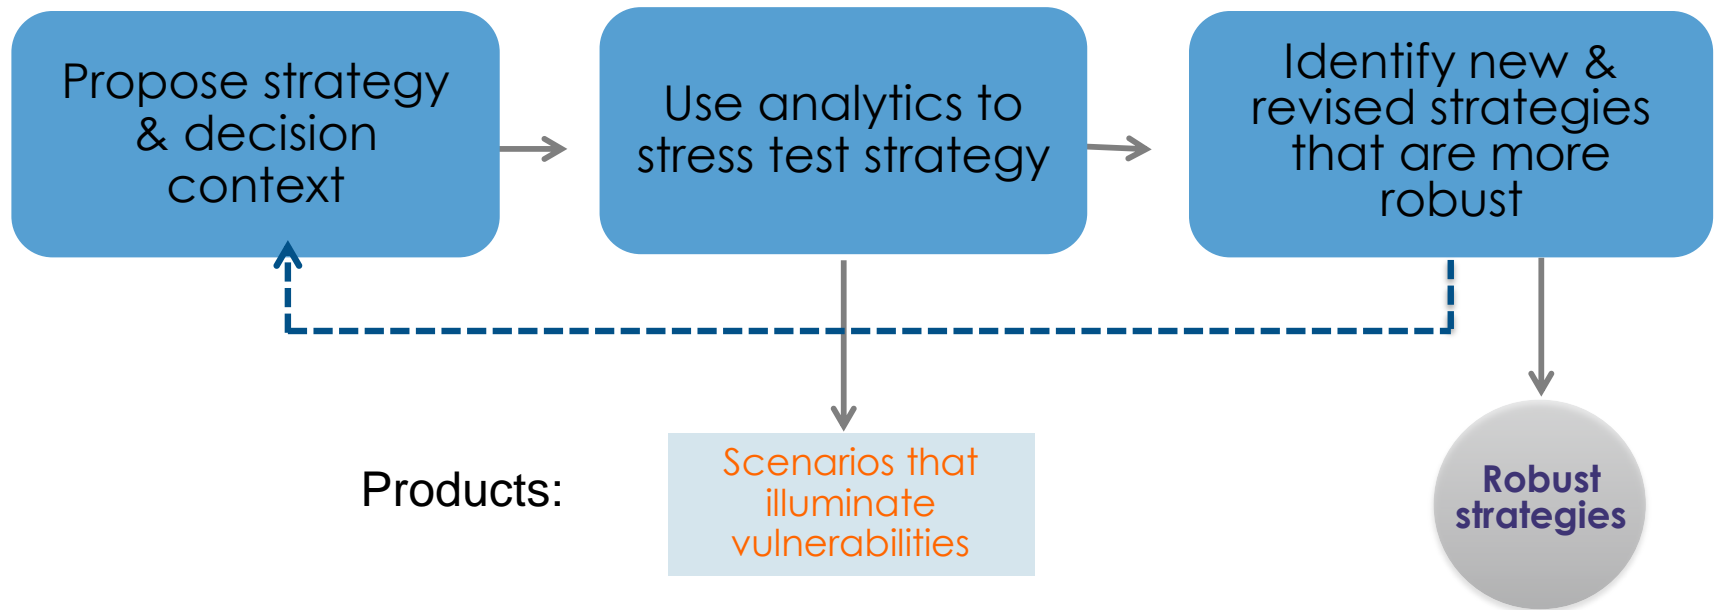 Propose strategy
& decision
context
Use analytics to
stress test strategy
Identify new &
revised strategies
that are more
robust
Products:
Scenarios that
illuminate
vulnerabilities
Robust
strategies